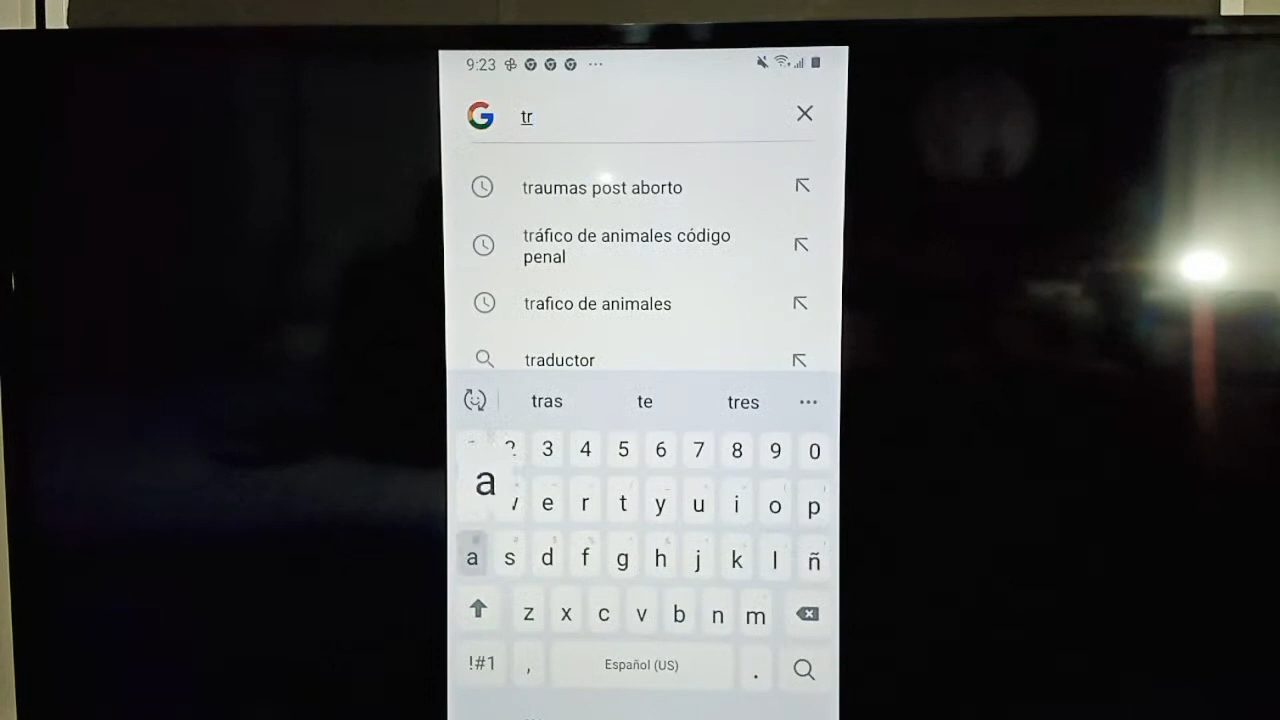 9:23
tr
traumas post aborto
tráfico de animales código
penal
trafico de animales
traductor
tras te tres
2 3 4 5 6 7 8 9 0
a
e r t y u i o p
a s d f g h j k l ñ
z x c v b n m
!#1 , Español (US) .